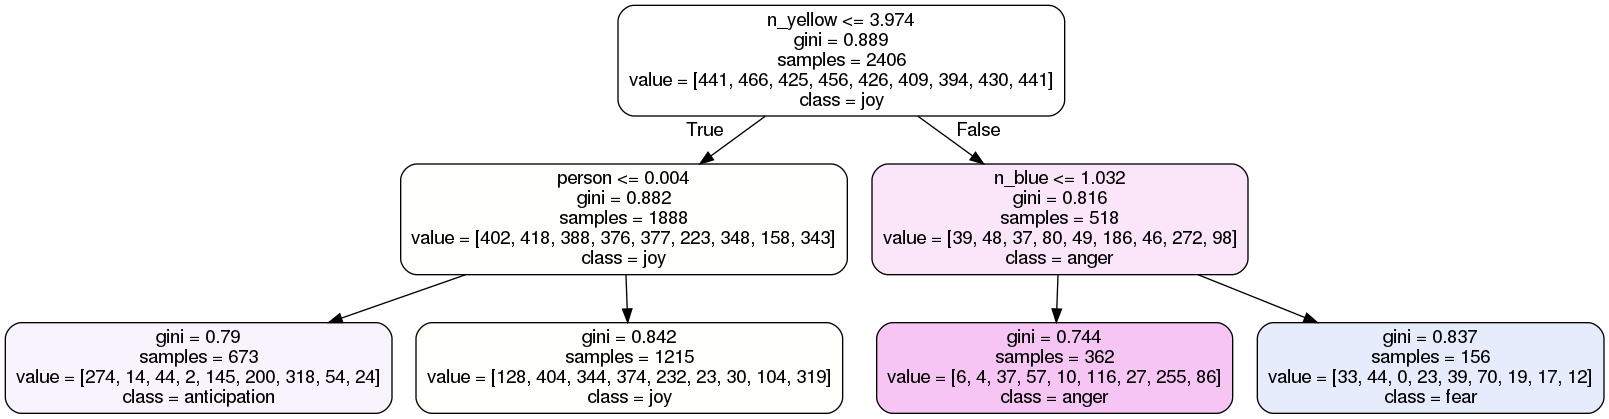 n_yellow <= 3.974
gini = 0.889
samples = 2406
value = [441, 466, 425, 456, 426, 409, 394, 430, 441]
class = joy
True
False
person <= 0.004
gini = 0.882
samples = 1888
value = [402, 418, 388, 376, 377, 223, 348, 158, 343]
class = joy
n_blue <= 1.032
gini = 0.816
samples = 518
value = [39, 48, 37, 80, 49, 186, 46, 272, 98]
class = anger
gini = 0.79
samples = 673
value = [274, 14, 44, 2, 145, 200, 318, 54, 24]
class = anticipation
gini = 0.842
samples = 1215
value = [128, 404, 344, 374, 232, 23, 30, 104, 319]
class = joy
gini = 0.744
samples = 362
value = [6, 4, 37, 57, 10, 116, 27, 255, 86]
class = anger
gini = 0.837
samples = 156
value = [33, 44, 0, 23, 39, 70, 19, 17, 12]
class = fear